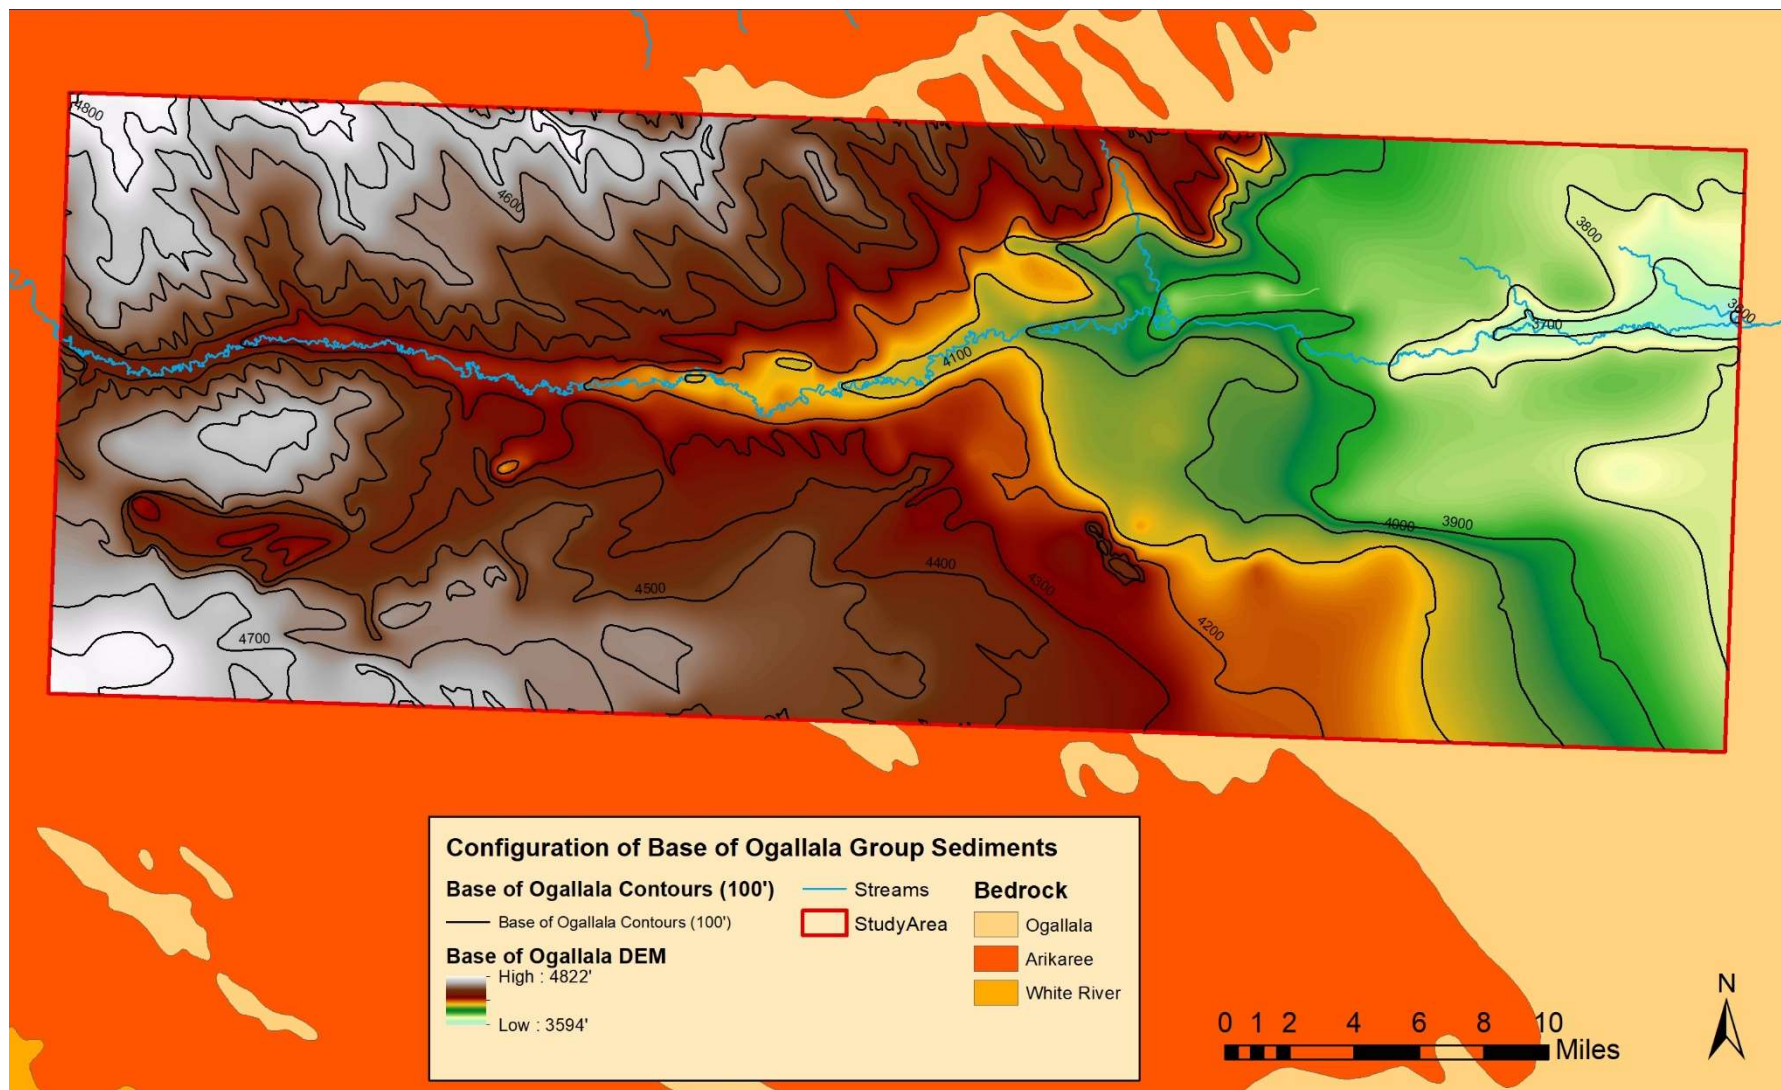 4800
4600
3800
3600
3700
4100
4000
3900
4400
4500
4300
4200
4700
Configuration of Base of Ogallala Group Sediments
Base of Ogallala Contours (100')
Base of Ogallala Contours (100')
Base of Ogallala DEM
High : 4822'
Low : 3594'
Streams
StudyArea
Bedrock
Ogallala
Arikaree
White River
N
0 1 2 4 6 8 10
Miles